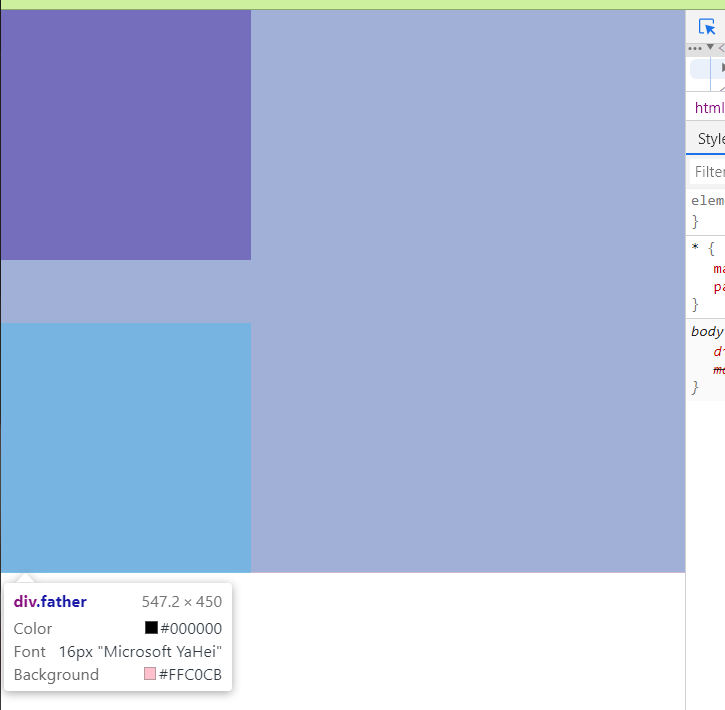 html
Style
Filter
elem
}
* {
ma
pa
}
body
di
ma
}
div.father 547.2 × 450
Color #000000
Font 16px "Microsoft YaHei"
Background #FFC0CB